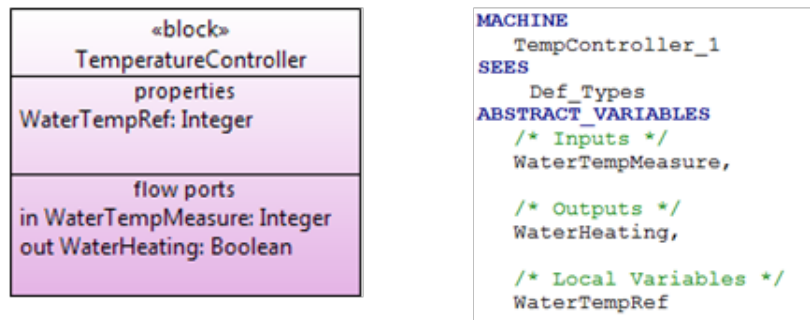 «block»
TemperatureController
properties
WaterTempRef: Integer
flow ports
in WaterTempMeasure: Integer
out WaterHeating: Boolean
MACHINE
TempController_1
SEES
Def_Types
ABSTRACT_VARIABLES
/* Inputs */
WaterTempMeasure,
/* Outputs */
WaterHeating,
/* Local Variables */
WaterTempRef